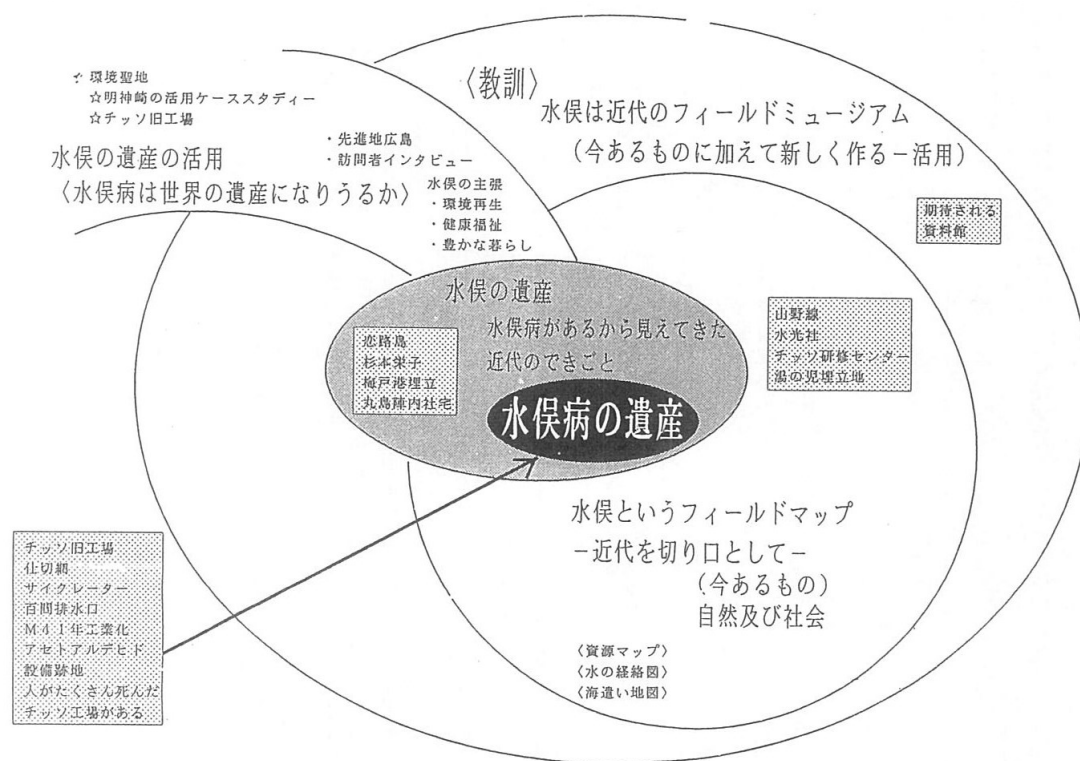 環境聖地
☆明神崎の活用ケーススタディー
☆チッソ旧工場
水俣の遺産の活用
〈水俣病は世界の遺産になりうるか〉
・先進地広島
・訪問者インタビュー
水俣の主張
・環境再生
・健康福祉
・豊かな暮らし
〈教訓〉
水俣は近代のフィールドミュージアム
(今あるものに加えて新しく作る－活用)
期待される
資料館
水俣の遺産
水俣病があるから見えてきた
近代のできごと
恋路島
杉本栄子
梅戸港埋立
丸島陣内社宅
水俣病の遺産
山野線
水光社
チッソ研修センター
湯の児埋立地
チッソ旧工場
仕切網
サイクレーター
百間排水口
M41年工業化
アセトアルデヒド
設備跡地
人がたくさん死んだ
チッソ工場がある
水俣というフィールドマップ
－近代を切り口として－
(今あるもの)
自然及び社会
〈資源マップ〉
〈水の経絡図〉
〈海遣い地図〉